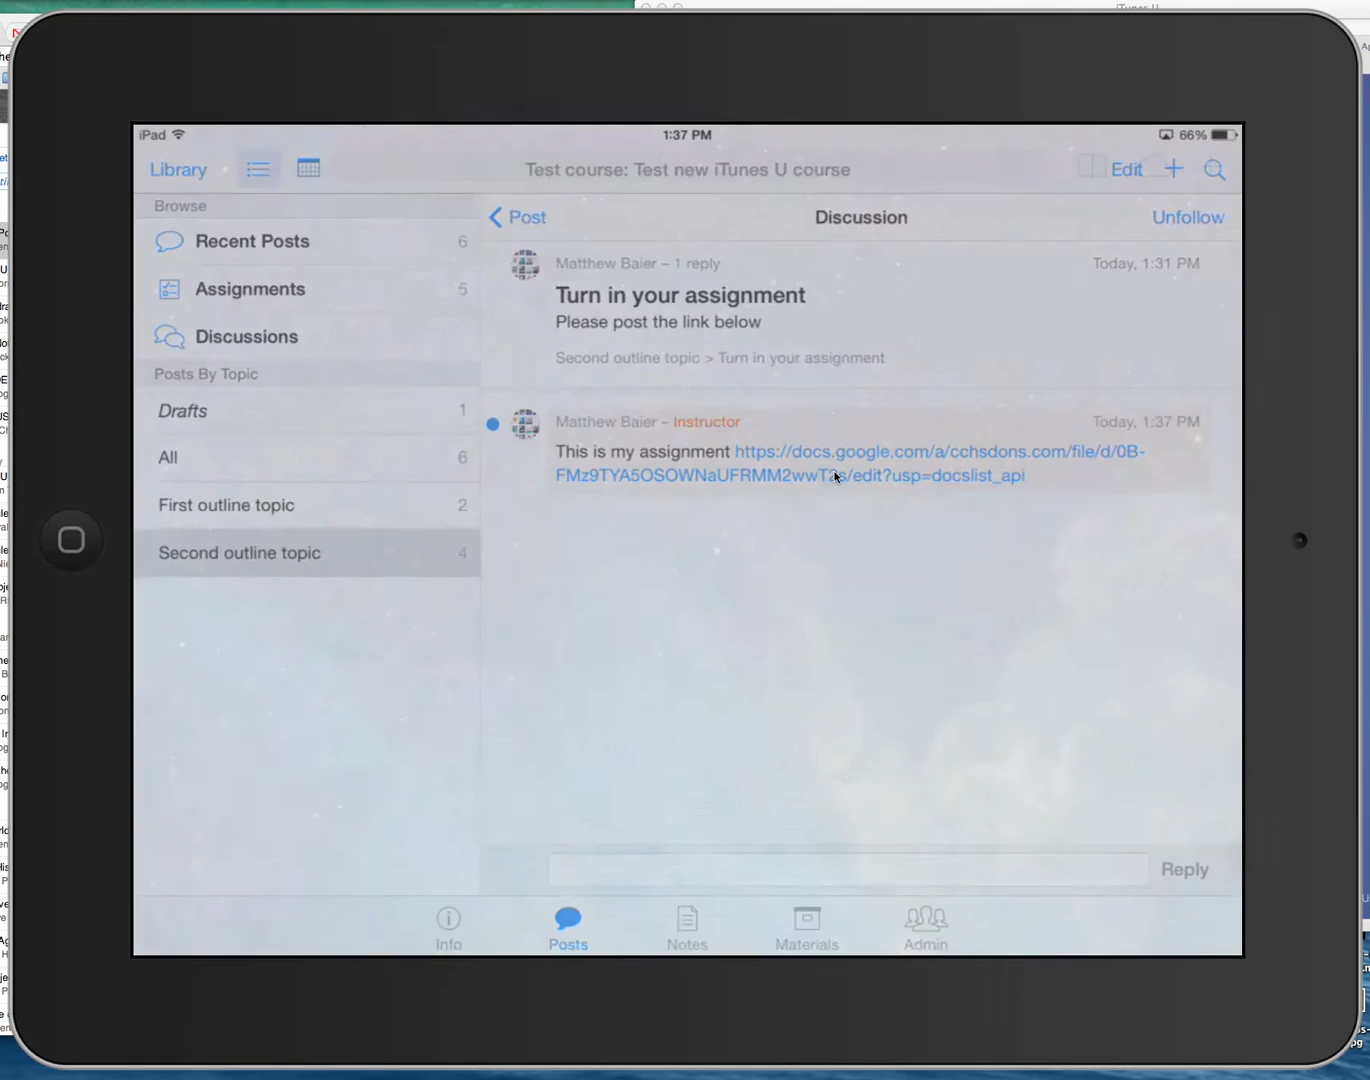 iTunes U
iPad 1:37 PM 66%
Library Test course: Test new iTunes U course Edit +
Browse
Recent Posts 6
Assignments 5
Discussions
Posts By Topic
Drafts 1
All 6
First outline topic 2
Second outline topic 4
Post Discussion Unfollow
Matthew Baier – 1 reply Today, 1:31 PM
Turn in your assignment
Please post the link below
Second outline topic > Turn in your assignment
Matthew Baier – Instructor Today, 1:37 PM
This is my assignment https://docs.google.com/a/cchsdons.com/file/d/0B-
FMz9TYA5OSOWNaUFRMM2wwT2s/edit?usp=docslist_api
Reply
Info Posts Notes Materials Admin